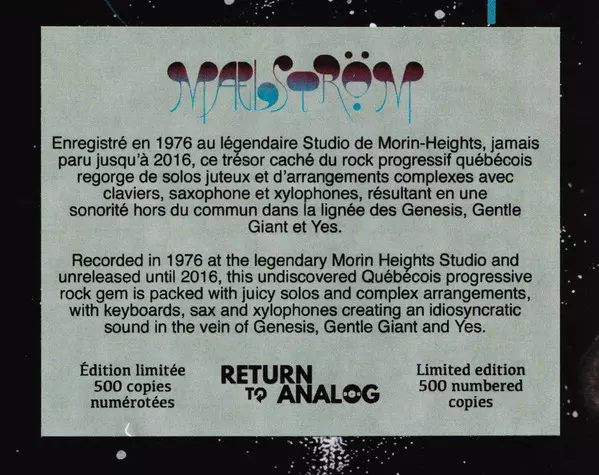 MAELSTRÖM
Enregistré en 1976 au légendaire Studio de Morin-Heights, jamais
paru jusqu'à 2016, ce trésor caché du rock progressif québécois
regorge de solos juteux et d'arrangements complexes avec
claviers, saxophone et xylophones, résultant en une
sonorité hors du commun dans la lignée des Genesis, Gentle
Giant et Yes.
Recorded in 1976 at the legendary Morin Heights Studio and
unreleased until 2016, this undiscovered Québécois progressive
rock gem is packed with juicy solos and complex arrangements,
with keyboards, sax and xylophones creating an idiosyncratic
sound in the vein of Genesis, Gentle Giant and Yes.
Édition limitée
500 copies
numérotées
RETURN
TO ANALOG
Limited edition
500 numbered
copies